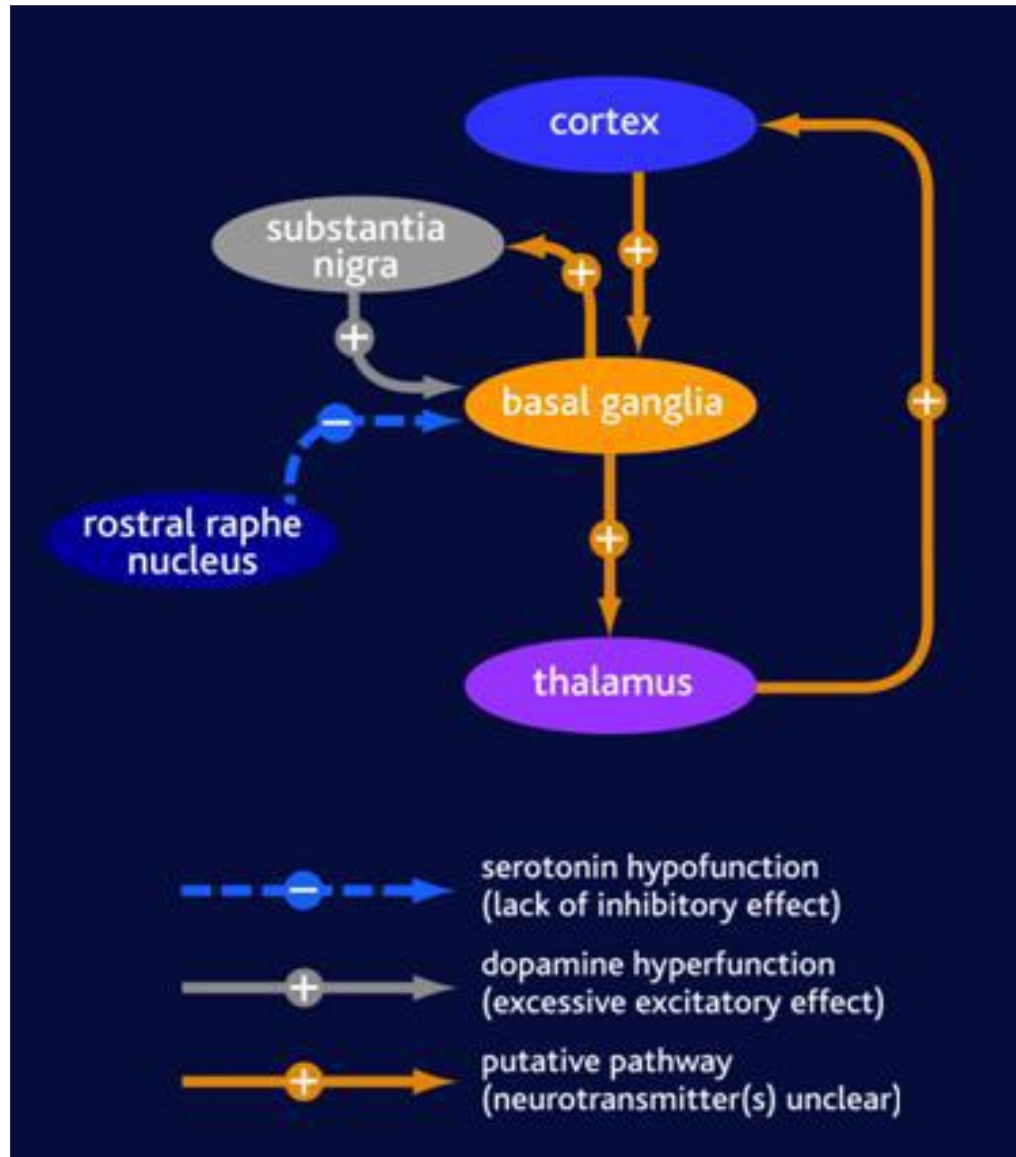 cortex
substantia
nigra
basal ganglia
rostral raphe
nucleus
thalamus
serotonin hypofunction
(lack of inhibitory effect)
dopamine hyperfunction
(excessive excitatory effect)
putative pathway
(neurotransmitter(s) unclear)